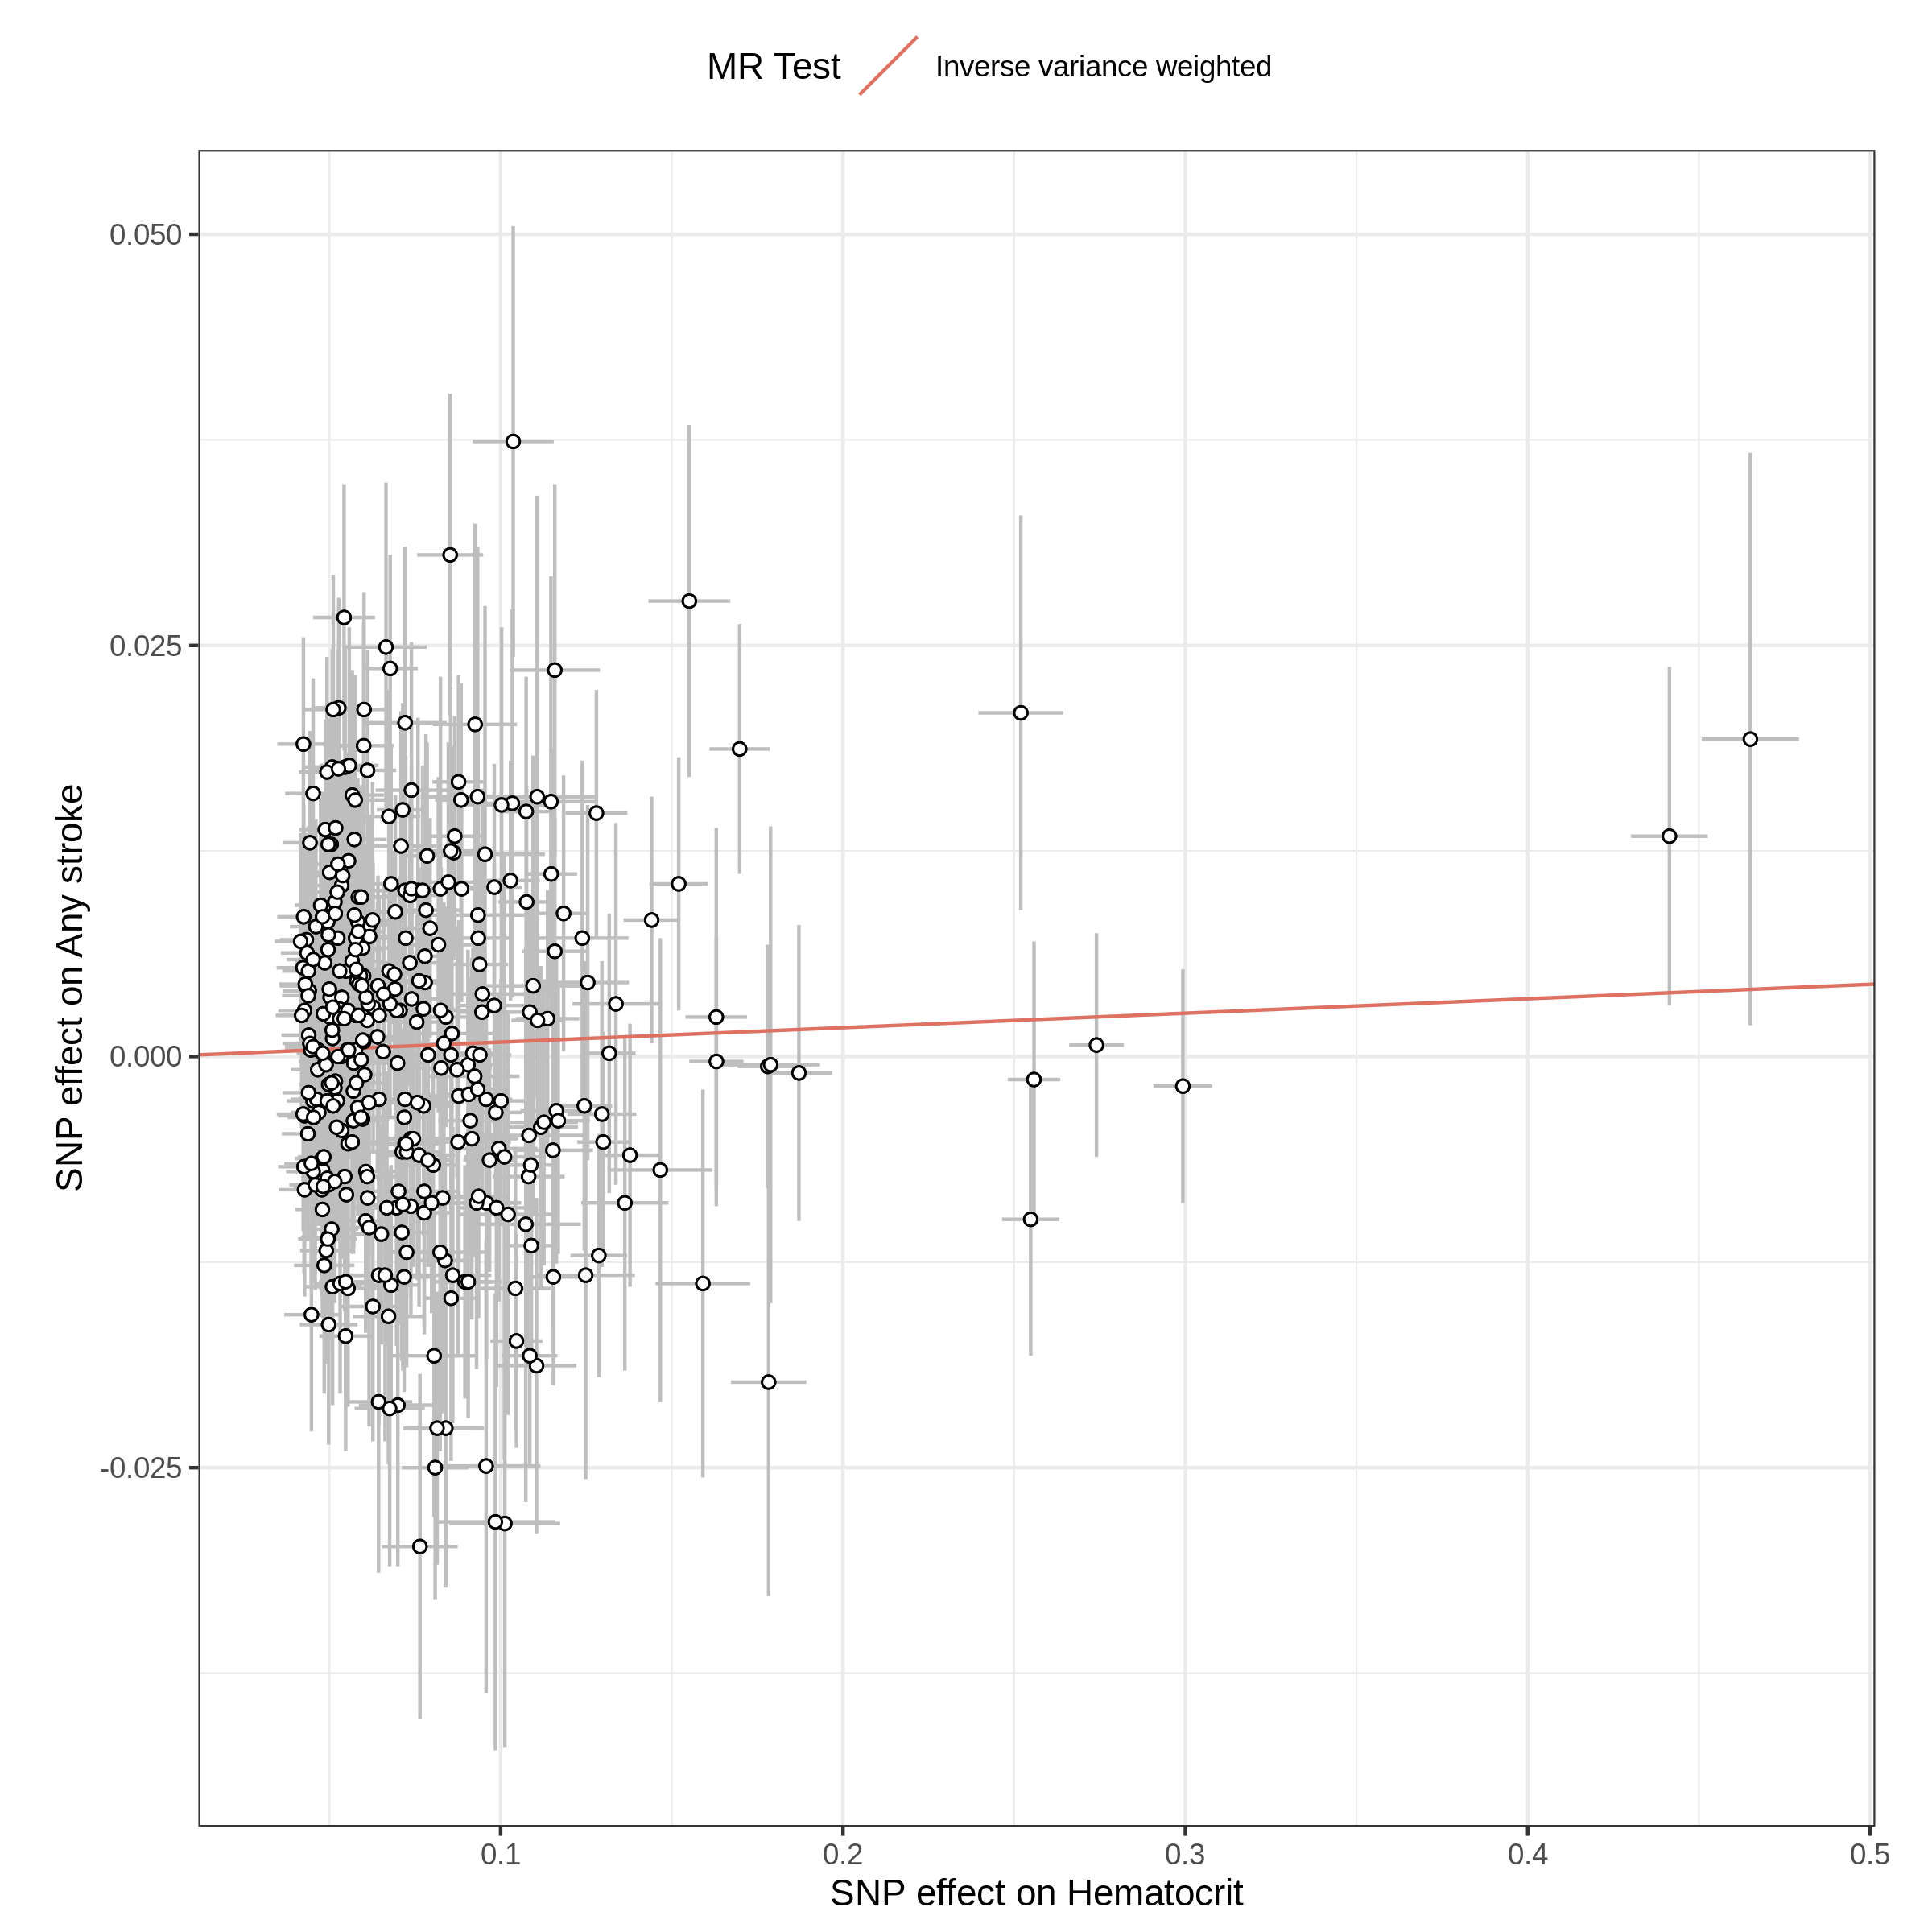 MR Test Inverse variance weighted
SNP effect on Any stroke
0.050
0.025
0.000
-0.025
0.1 0.2 0.3 0.4 0.5
SNP effect on Hematocrit